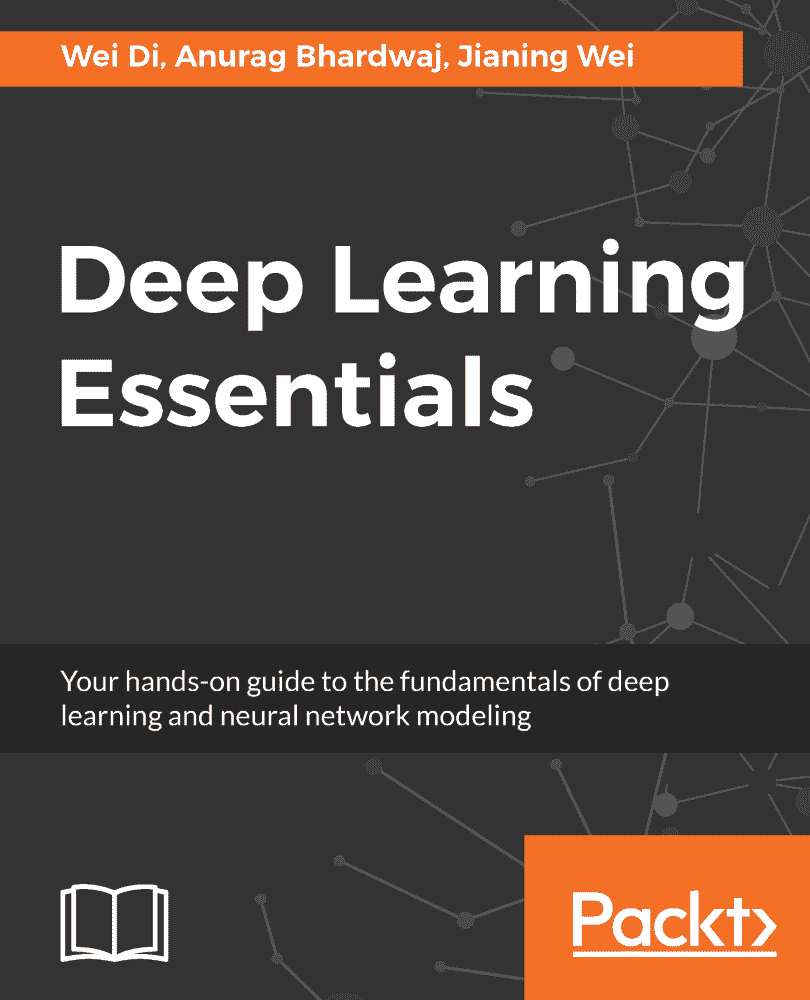 Wei Di, Anurag Bhardwaj, Jianing Wei
Deep Learning
Essentials
Your hands-on guide to the fundamentals of deep
learning and neural network modeling
Packt